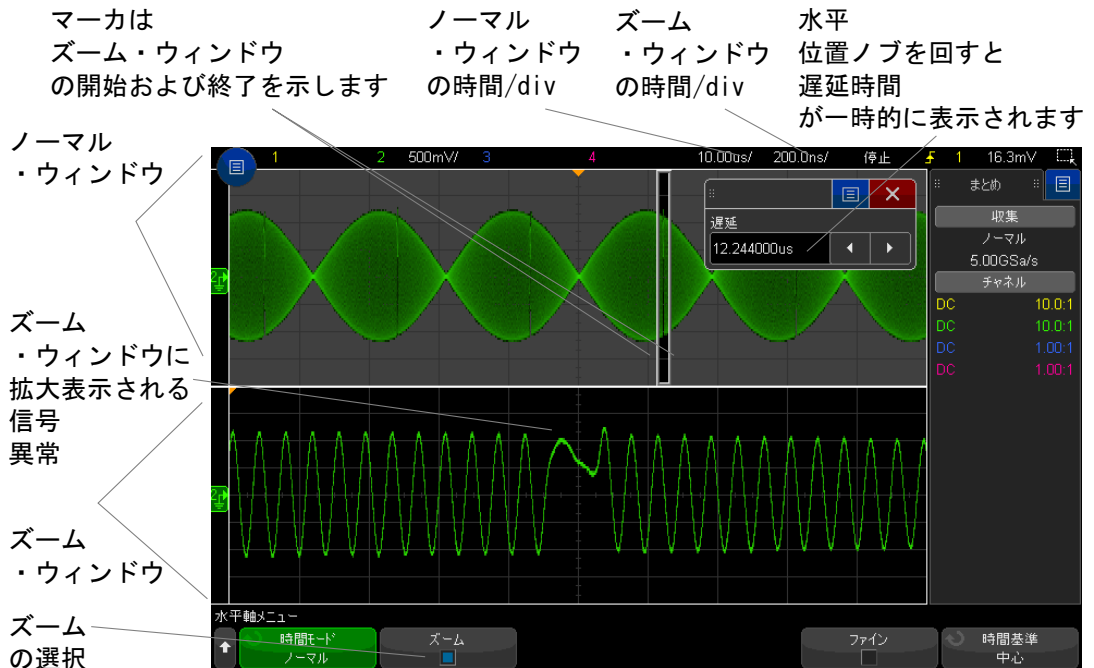 マーカは
ズーム・ウィンドウ
の開始および終了を示します
ノーマル
・ウィンドウ
の時間/div
ズーム
・ウィンドウ
の時間/div
水平
位置ノブを回すと
遅延時間
が一時的に表示されます
ノーマル
・ウィンドウ
ズーム
・ウィンドウに
拡大表示される
信号
異常
ズーム
・ウィンドウ
ズーム
の選択
1 2 500mV/ 3 4 10.00us/ 200.0ns/ 停止 1 16.3mV
遅延
12.244000us
まとめ
収集
ノーマル
5.00GSa/s
チャネル
DC 10.0:1
DC 10.0:1
DC 1.00:1
DC 1.00:1
2
2
水平軸メニュー
時間モード
ノーマル
ズーム
ファイン
時間基準
中心